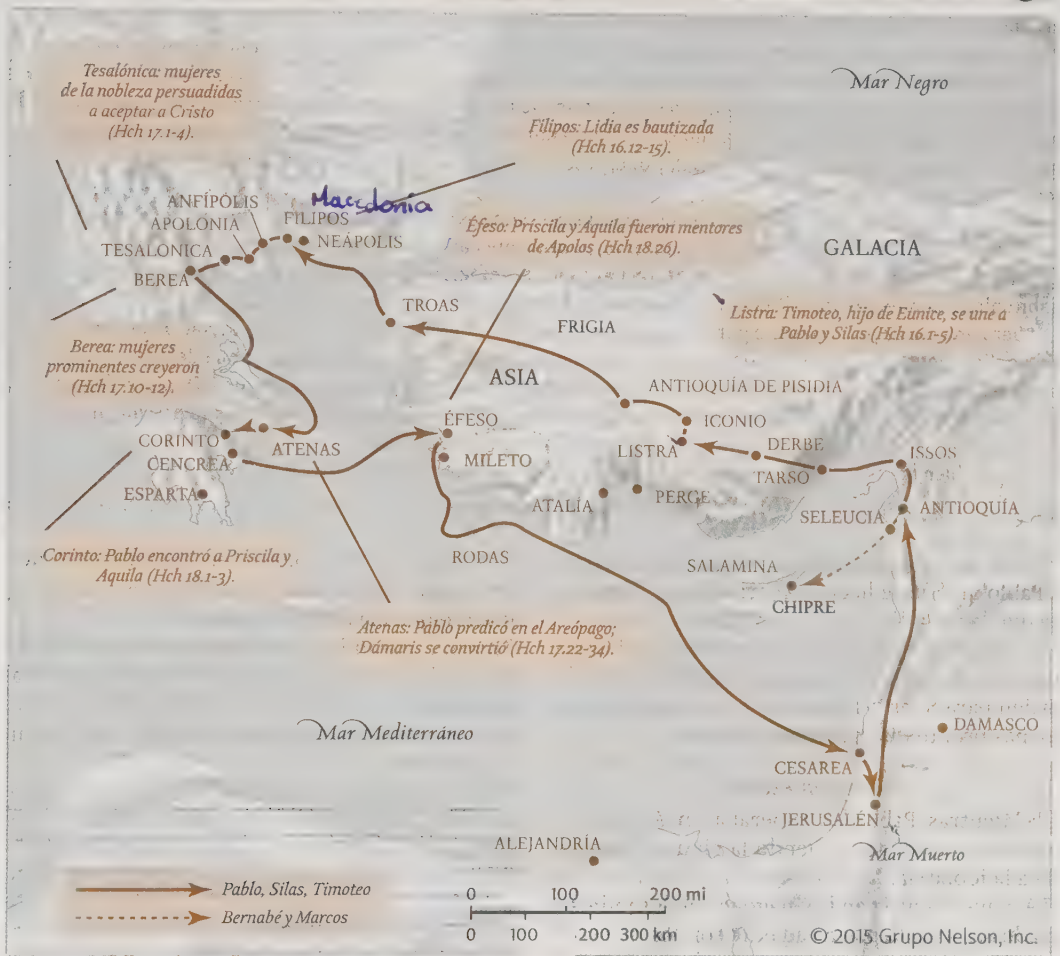 Tesalónica: mujeres
de la nobleza persuadidas
a aceptar a Cristo
(Hch 17.1-4).
Mar Negro
Filipos: Lidia es bautizada
(Hch 16.12-15).
Macedonia
ANFÍPOLIS
APOLONIA
FILIPOS
NEÁPOLIS
TESALONICA
BEREA
Éfeso: Priscila y Aquila fueron mentores
de Apolos (Hch 18.26).
GALACIA
TROAS
FRIGIA
Listra: Timoteo, hijo de Eunice, se une a
Pablo y Silas (Hch 16.1-5).
Berea: mujeres
prominentes creyeron
(Hch 17.10-12).
ASIA
ANTIOQUÍA DE PISIDIA
ICONIO
ÉFESO
CORINTO
ATENAS
LISTRA
DERBE
ISSOS
CENCREA
MILETO
TARSO
ESPARTA
ATALÍA
PERGE
SELEUCIA
ANTIOQUÍA
Corinto: Pablo encontró a Priscila y
Aquila (Hch 18.1-3).
RODAS
SALAMINA
CHIPRE
Atenas: Pablo predicó en el Areópago;
Dámaris se convirtió (Hch 17.22-34).
Mar Mediterráneo
DAMASCO
CESAREA
JERUSALÉN
ALEJANDRÍA
Mar Muerto
Pablo, Silas, Timoteo
Bernabé y Marcos
0 100 200 mi
0 100 200 300 km
© 2015 Grupo Nelson, Inc.